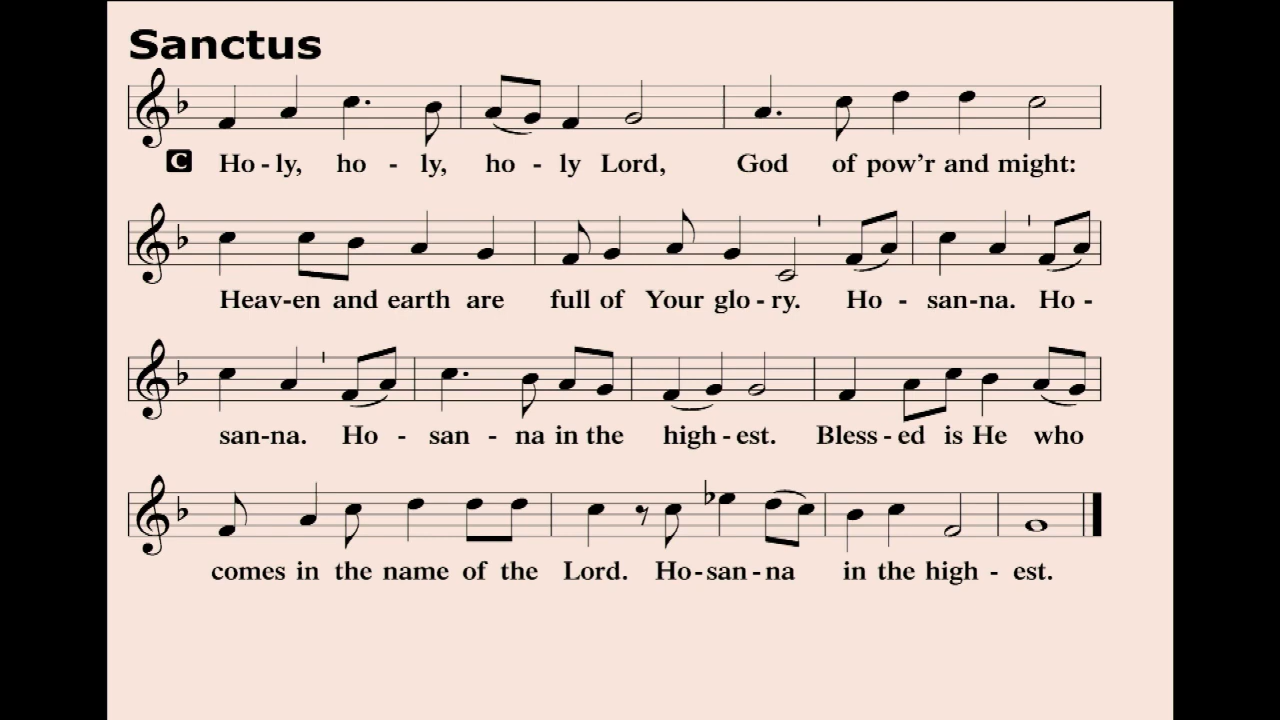 Sanctus
C Ho - ly, ho - ly, ho - ly Lord, God of pow'r and might:
Heav-en and earth are full of Your glo - ry. Ho - san-na. Ho -
san-na. Ho - san - na in the high - est. Bless - ed is He who
comes in the name of the Lord. Ho - san - na in the high - est.